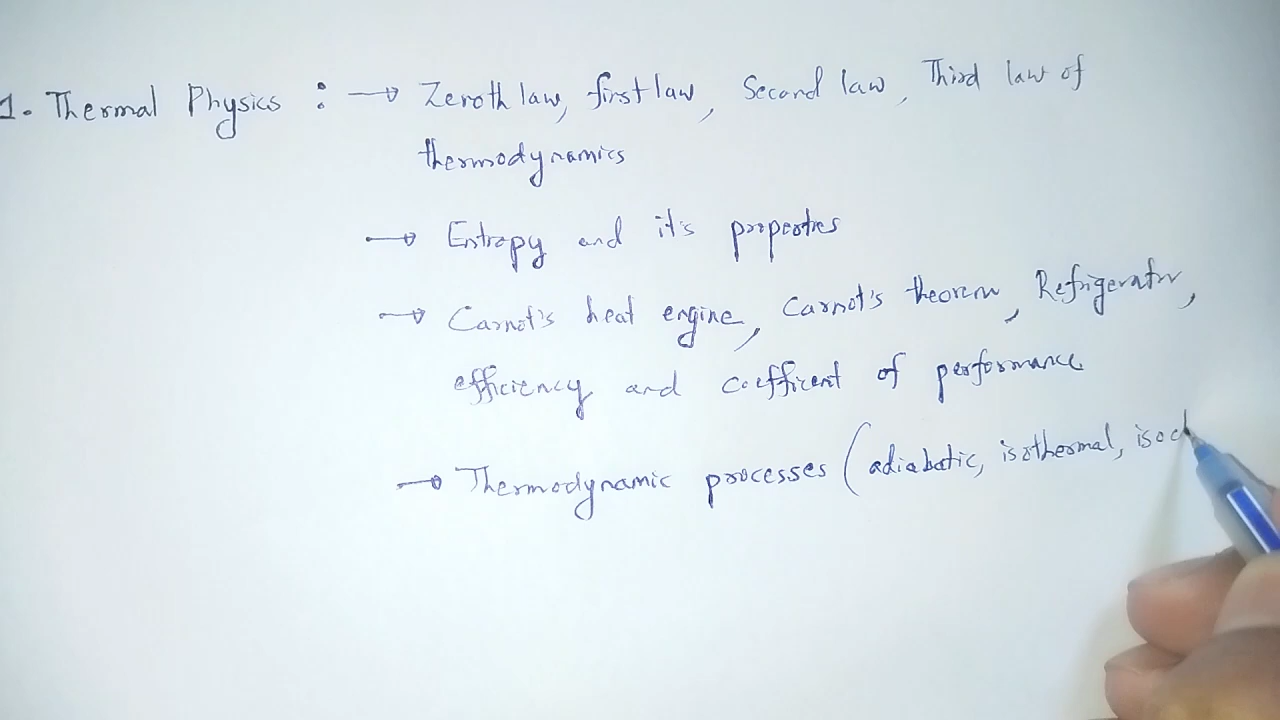 1. Thermal Physics : → Zeroth law, first law, Second law, Third law of
thermodynamics
→ Entropy and it's properties
→ Carnot's heat engine, Carnot's theorem, Refrigerator,
efficiency and coefficent of performance
→ Thermodynamic processes (adiabatic, isothermal, isoch